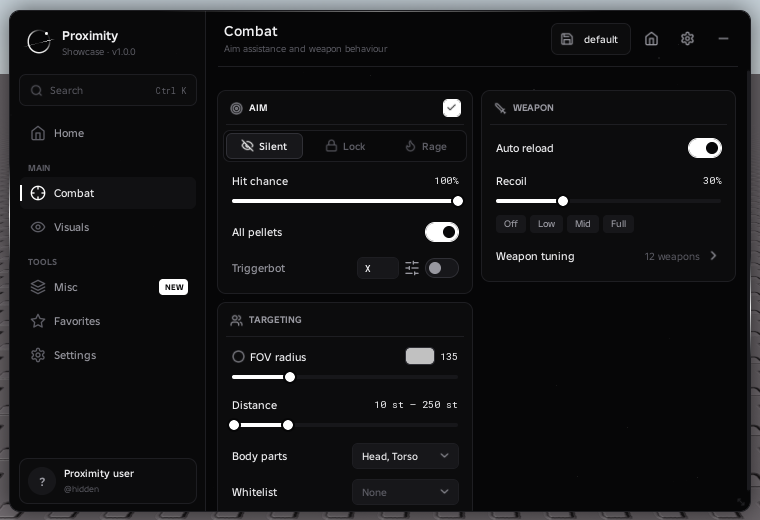 Proximity
Showcase · v1.0.0
Search
Ctrl K
Home
MAIN
Combat
Visuals
TOOLS
Misc
NEW
Favorites
Settings
?
Proximity user
@hidden
Combat
Aim assistance and weapon behaviour
default
AIM
Silent
Lock
Rage
Hit chance
100%
All pellets
Triggerbot
X
TARGETING
FOV radius
135
Distance
10 st – 250 st
Body parts
Head, Torso
Whitelist
None
WEAPON
Auto reload
Recoil
30%
Off
Low
Mid
Full
Weapon tuning
12 weapons